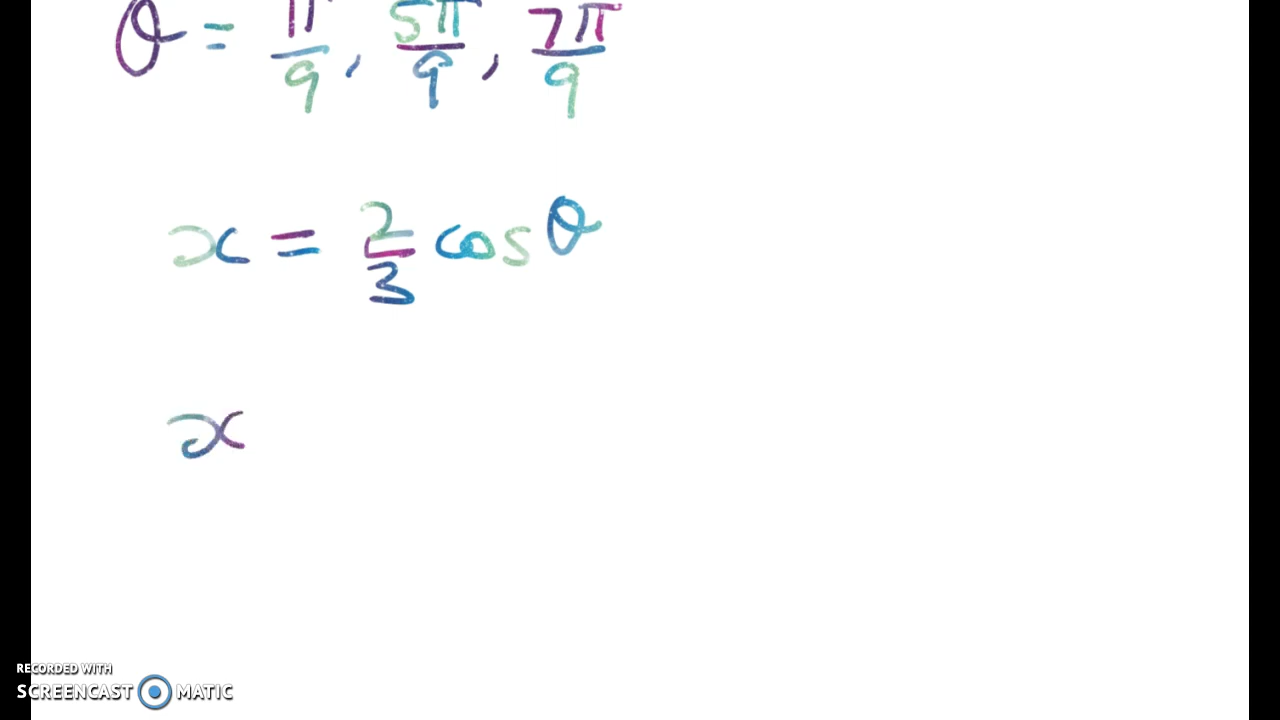 θ = π/9, 5π/9, 7π/9
x = 2/3 cos θ
x
RECORDED WITH
SCREENCAST MATIC